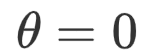 θ = 0